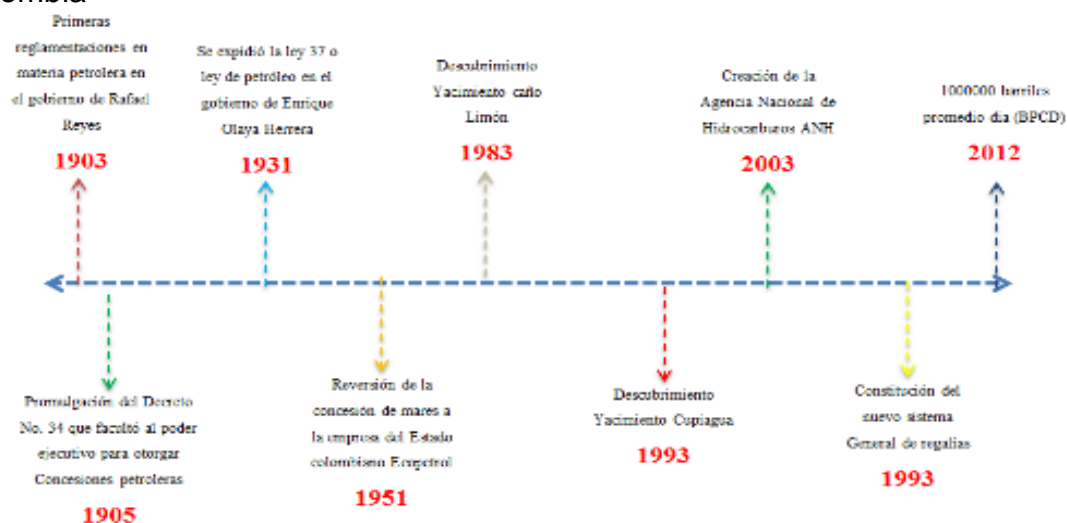 Primeras
reglamentaciones en
materia petrolera en
el gobierno de Rafael
Reyes
1903
Se expidió la ley 37 o
ley de petróleo en el
gobierno de Enrique
Olaya Herrera
1931
Descubrimiento
Yacimiento caño
Limón
1983
Creación de la
Agencia Nacional de
Hidrocarburos ANH
2003
1000000 barriles
promedio dia (BPCD)
2012
Promulgación del Decreto
No. 34 que facultó al poder
ejecutivo para otorgar
Concesiones petroleras
1905
Reversión de la
concesión de mares a
la empresa del Estado
colombiano Ecopetrol
1951
Descubrimiento
Yacimiento Cupiagua
1993
Constitución del
nuevo sistema
General de regalías
1993